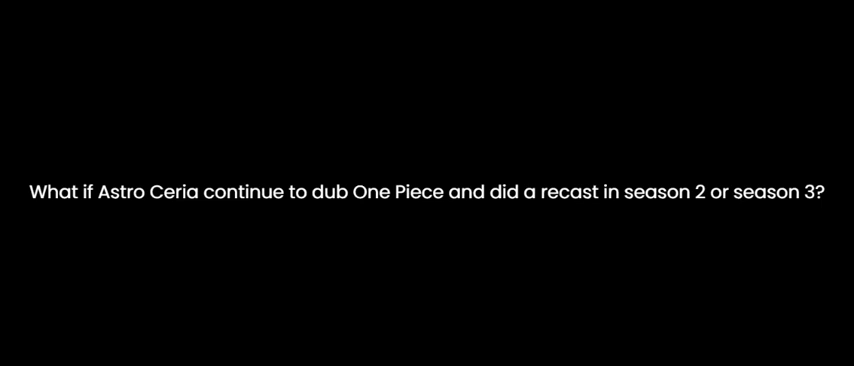 What if Astro Ceria continue to dub One Piece and did a recast in season 2 or season 3?